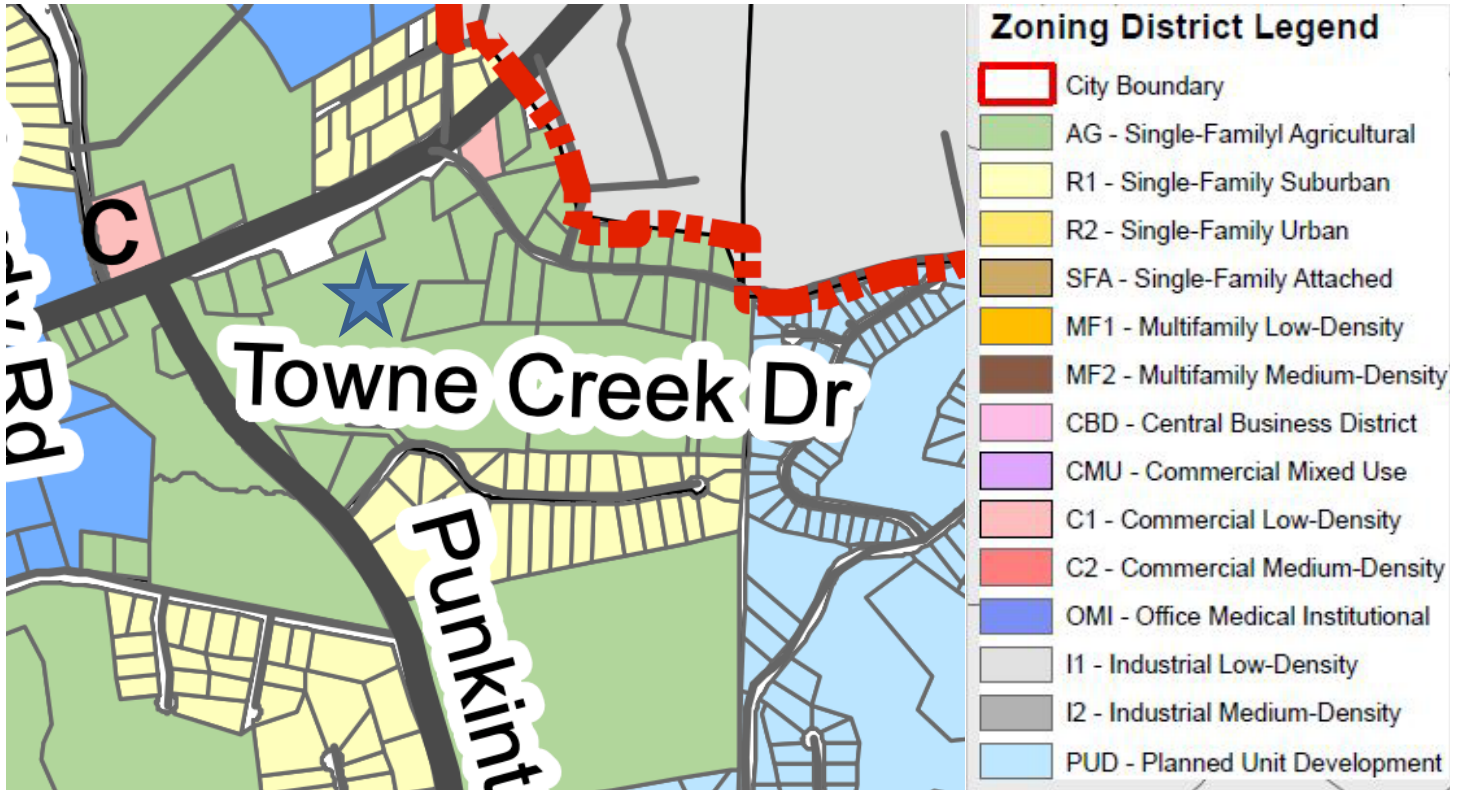 C
Rd
Towne Creek Dr
Punkint
Zoning District Legend
City Boundary
AG - Single-Familyl Agricultural
R1 - Single-Family Suburban
R2 - Single-Family Urban
SFA - Single-Family Attached
MF1 - Multifamily Low-Density
MF2 - Multifamily Medium-Density
CBD - Central Business District
CMU - Commercial Mixed Use
C1 - Commercial Low-Density
C2 - Commercial Medium-Density
OMI - Office Medical Institutional
I1 - Industrial Low-Density
I2 - Industrial Medium-Density
PUD - Planned Unit Development